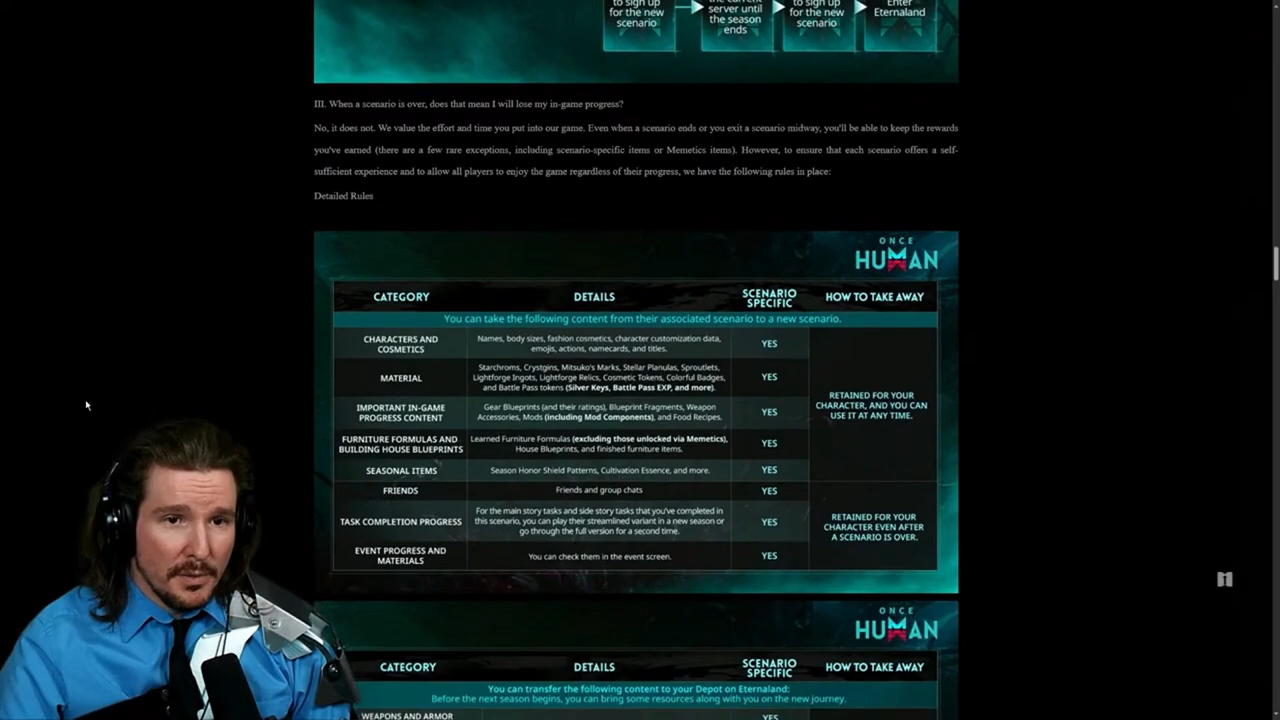 to sign up
for the new
scenario
the current
server until
the season
ends
to sign up
for the new
scenario
Enter
Eternaland
III. When a scenario is over, does that mean I will lose my in-game progress?
No, it does not. We value the effort and time you put into our game. Even when a scenario ends or you exit a scenario midway, you'll be able to keep the rewards
you've earned (there are a few rare exceptions, including scenario-specific items or Memetics items). However, to ensure that each scenario offers a self-
sufficient experience and to allow all players to enjoy the game regardless of their progress, we have the following rules in place:
Detailed Rules
ONCE
HUMAN
CATEGORY DETAILS SCENARIO SPECIFIC HOW TO TAKE AWAY
You can take the following content from their associated scenario to a new scenario.
CHARACTERS AND
COSMETICS
Names, body sizes, fashion cosmetics, character customization data,
emojis, actions, namecards, and titles.
YES
MATERIAL
Starchroms, Crystgins, Mitsuko's Marks, Stellar Planulas, Sproutlets,
Lightforge Ingots, Lightforge Relics, Cosmetic Tokens, Colorful Badges,
and Battle Pass tokens (Silver Keys, Battle Pass EXP, and more).
YES
RETAINED FOR YOUR
CHARACTER, AND YOU CAN
USE IT AT ANY TIME.
IMPORTANT IN-GAME
PROGRESS CONTENT
Gear Blueprints (and their ratings), Blueprint Fragments, Weapon
Accessories, Mods (including Mod Components), and Food Recipes.
YES
FURNITURE FORMULAS AND
BUILDING HOUSE BLUEPRINTS
Learned Furniture Formulas (excluding those unlocked via Memetics),
House Blueprints, and finished furniture items.
YES
SEASONAL ITEMS
Season Honor Shield Patterns, Cultivation Essence, and more.
YES
FRIENDS
Friends and group chats
YES
TASK COMPLETION PROGRESS
For the main story tasks and side story tasks that you've completed in
this scenario, you can play their streamlined variant in a new season or
go through the full version for a second time.
YES
RETAINED FOR YOUR
CHARACTER EVEN AFTER
A SCENARIO IS OVER.
EVENT PROGRESS AND
MATERIALS
You can check them in the event screen.
YES
ONCE
HUMAN
CATEGORY DETAILS SCENARIO SPECIFIC HOW TO TAKE AWAY
You can transfer the following content to your Depot on Eternaland:
Before the next season begins, you can bring some resources along with you on the new journey.
WEAPONS AND ARMOR
YES